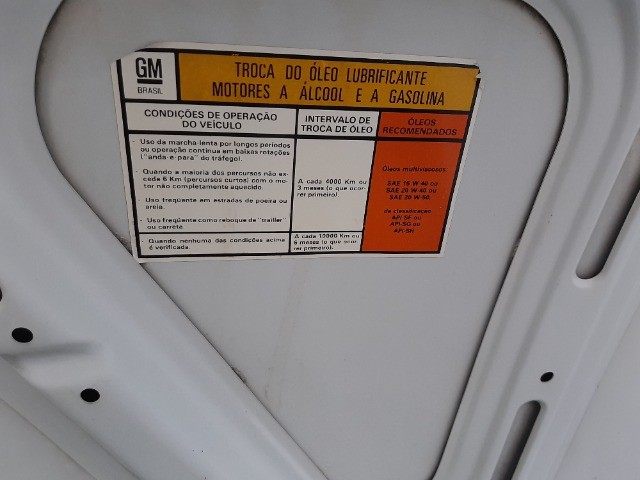 GM
BRASIL
TROCA DO ÓLEO LUBRIFICANTE
MOTORES A ÁLCOOL E A GASOLINA
CONDIÇÕES DE OPERAÇÃO
DO VEÍCULO
INTERVALO DE
TROCA DE ÓLEO
ÓLEOS
RECOMENDADOS
- Uso da marcha-lenta por longos períodos
ou operação contínua em baixas rotações
("anda-e-para" do tráfego).
- Quando a maioria dos percursos não ex-
cede 6 Km (percursos curtos) com o mo-
tor não completamente aquecido.
- Uso freqüente em estradas de poeira ou
areia.
- Uso freqüente como reboque de "trailler"
ou carreta.
A cada 4000 Km ou
3 meses (o que ocor-
rer primeiro)
Óleos multiviscosos:
SAE 15 W 40 ou
SAE 20 W 40 ou
SAE 20 W 50.
de classificação
API-SF ou
API-SG ou
API-SH.
- Quando nenhuma das condições acima
é verificada.
A cada Km ou
6 meses (o que ocor-
rer primeiro).